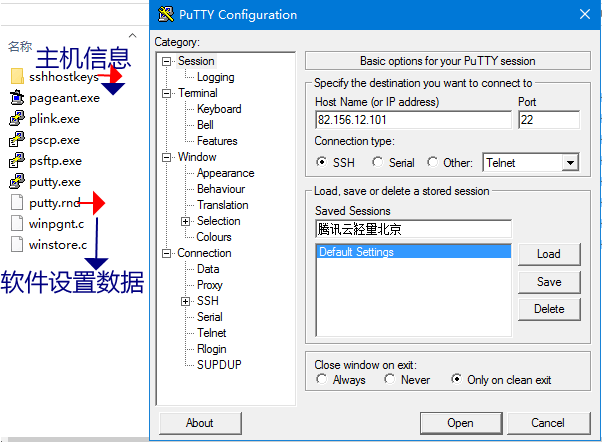 名称
主机信息
sshhostkeys
pageant.exe
plink.exe
pscp.exe
psftp.exe
putty.exe
putty.rnd
winpgnt.c
winstore.c
软件设置数据
PuTTY Configuration
Category:
Session
Logging
Terminal
Keyboard
Bell
Features
Window
Appearance
Behaviour
Translation
Selection
Colours
Connection
Data
Proxy
SSH
Serial
Telnet
Rlogin
SUPDUP
Basic options for your PuTTY session
Specify the destination you want to connect to
Host Name (or IP address) Port
82.156.12.101 22
Connection type:
SSH Serial Other: Telnet
Load, save or delete a stored session
Saved Sessions
腾讯云轻量北京
Default Settings
Load
Save
Delete
Close window on exit:
Always Never Only on clean exit
About Open Cancel